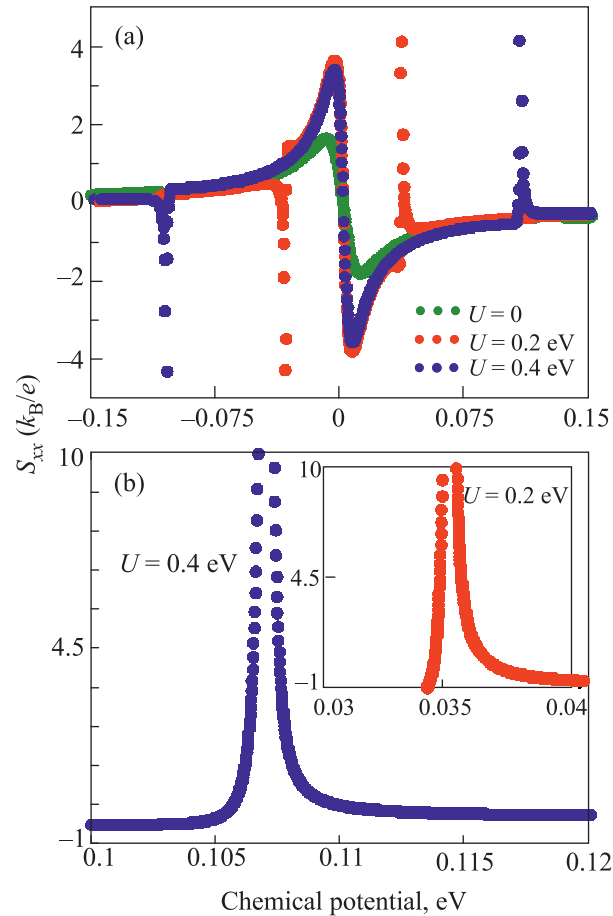 (a)
4
2
0
−2
−4
U = 0
U = 0.2 eV
U = 0.4 eV
−0.15 −0.075 0 0.075 0.15
Sxx (kB/e)
(b)
10
4.5
−1
U = 0.4 eV
10
4.5
−1
U = 0.2 eV
0.03 0.035 0.04
0.1 0.105 0.11 0.115 0.12
Chemical potential, eV